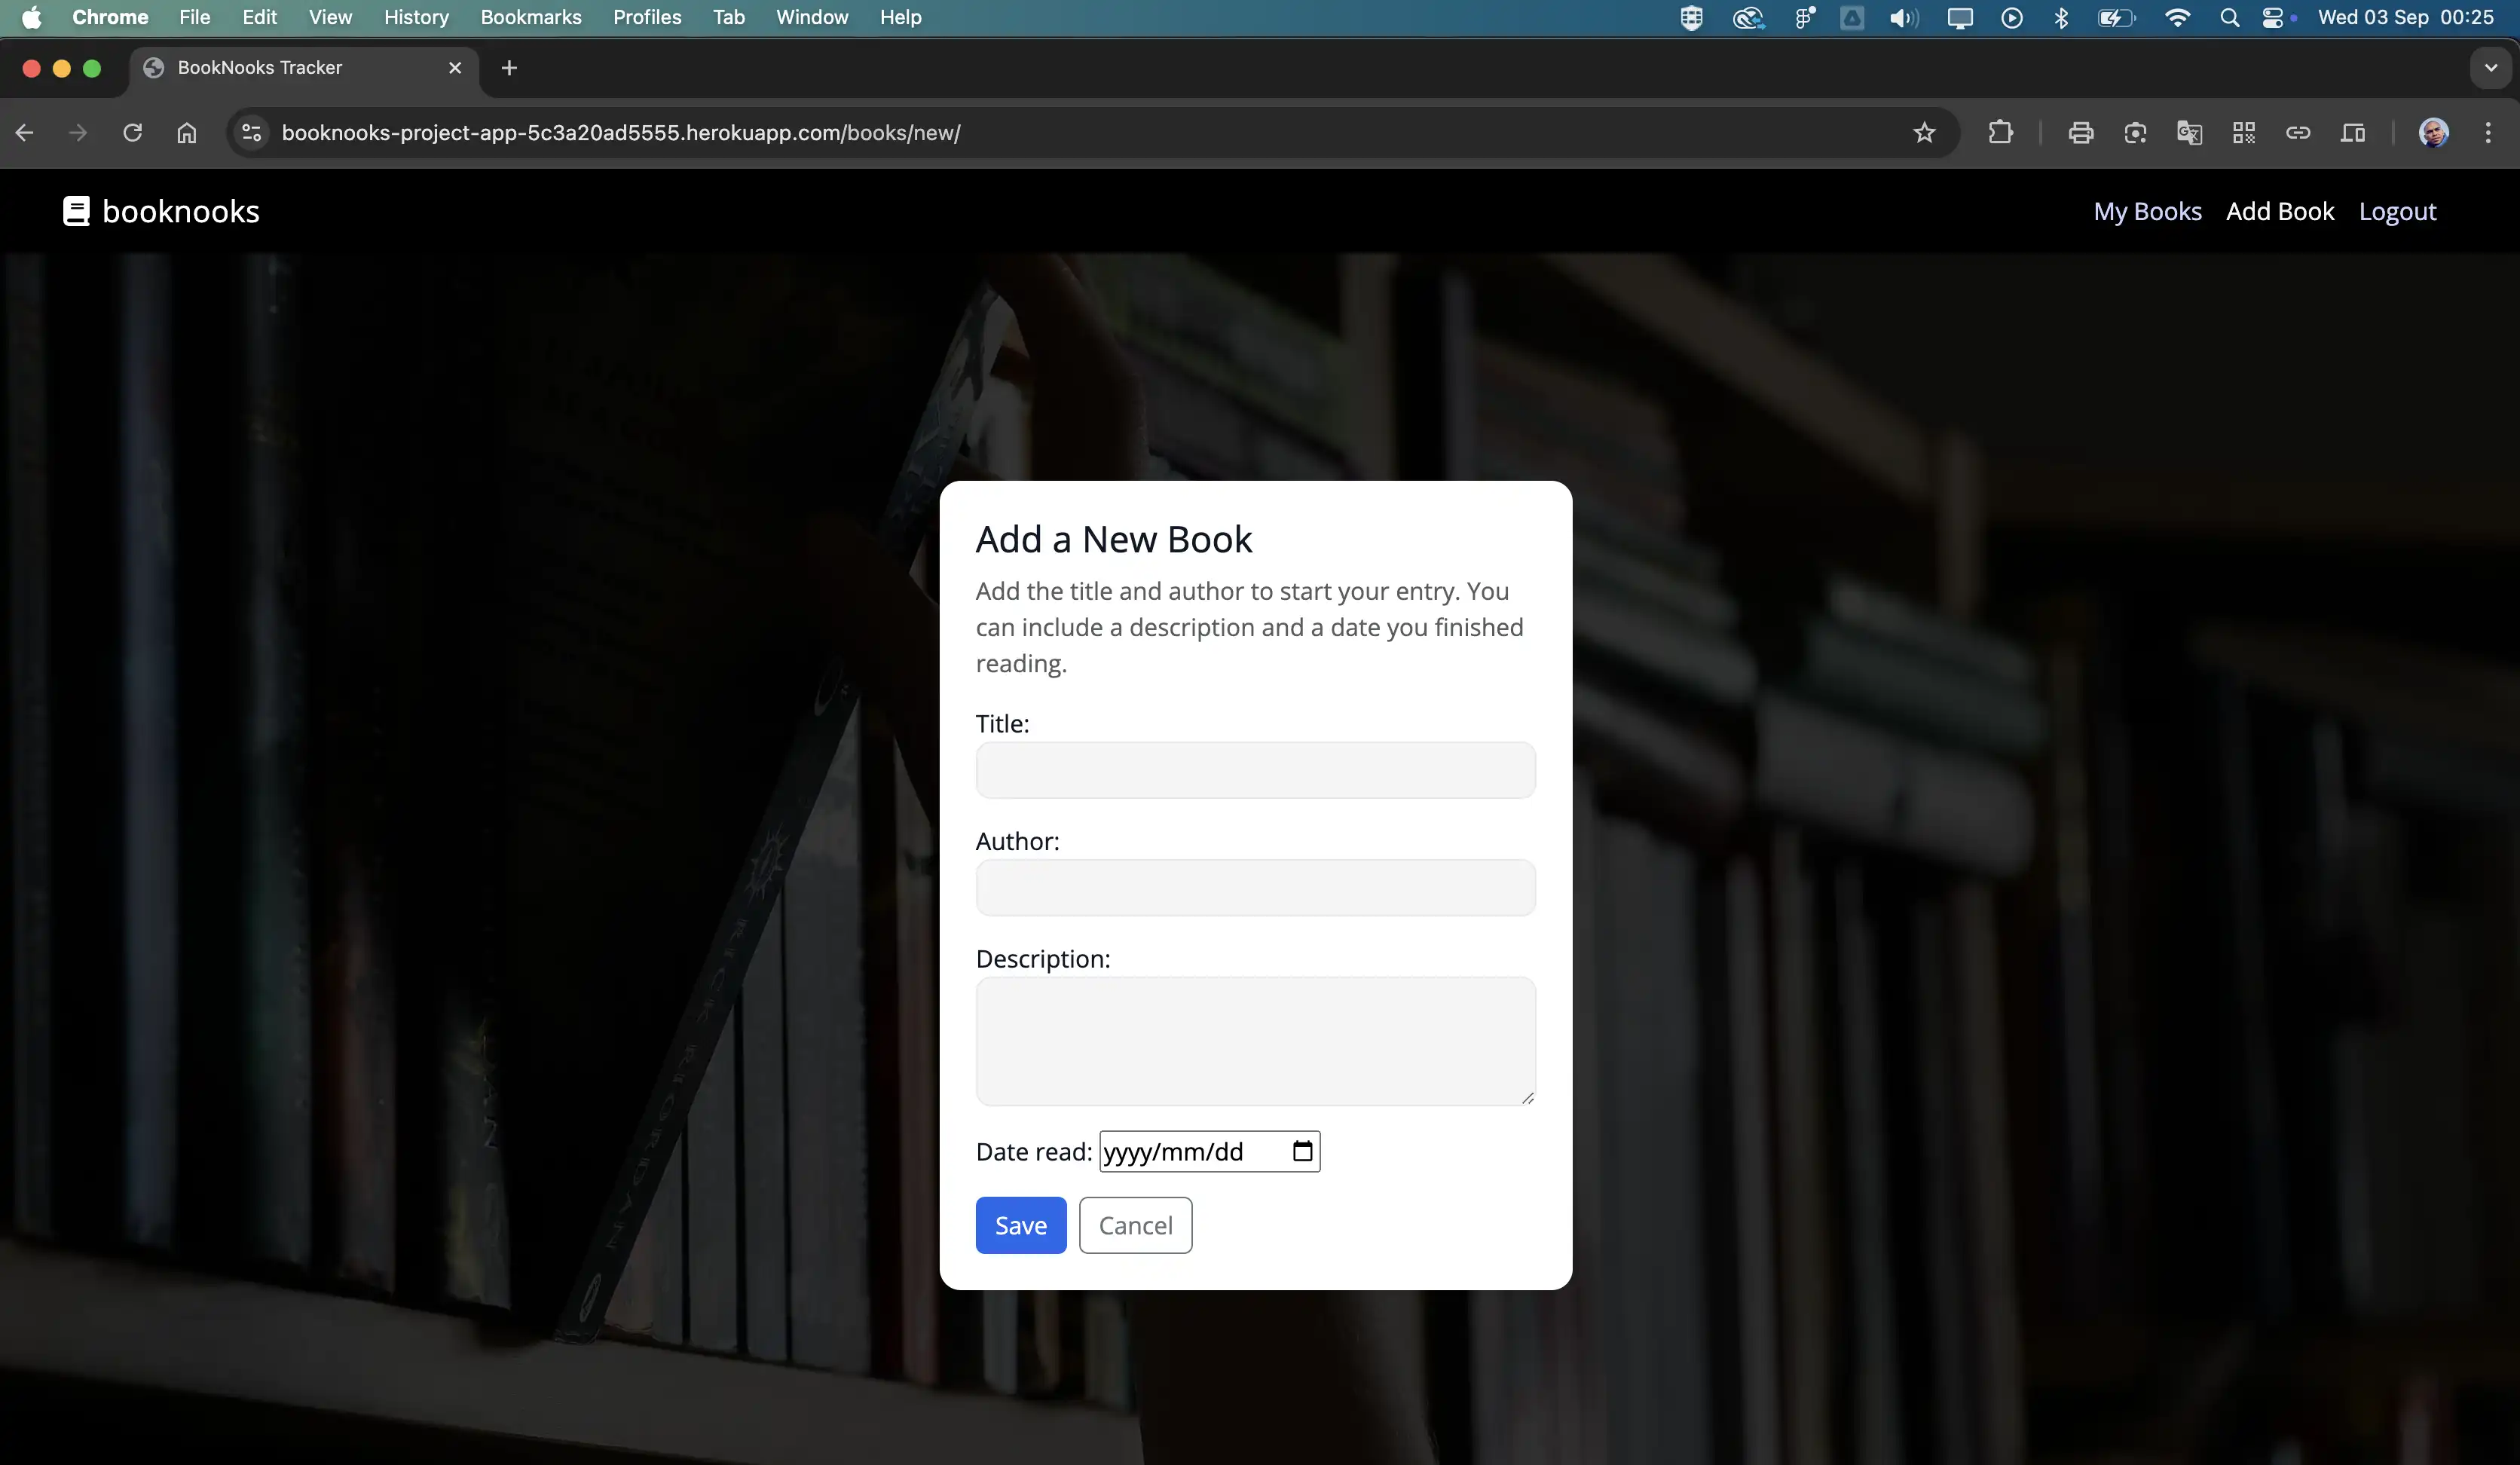 Chrome File Edit View History Bookmarks Profiles Tab Window Help Wed 03 Sep 00:25
BookNooks Tracker
booknooks-project-app-5c3a20ad5555.herokuapp.com/books/new/
booknooks My Books Add Book Logout
Add a New Book
Add the title and author to start your entry. You
can include a description and a date you finished
reading.
Title:
Author:
Description:
Date read: yyyy/mm/dd
Save Cancel